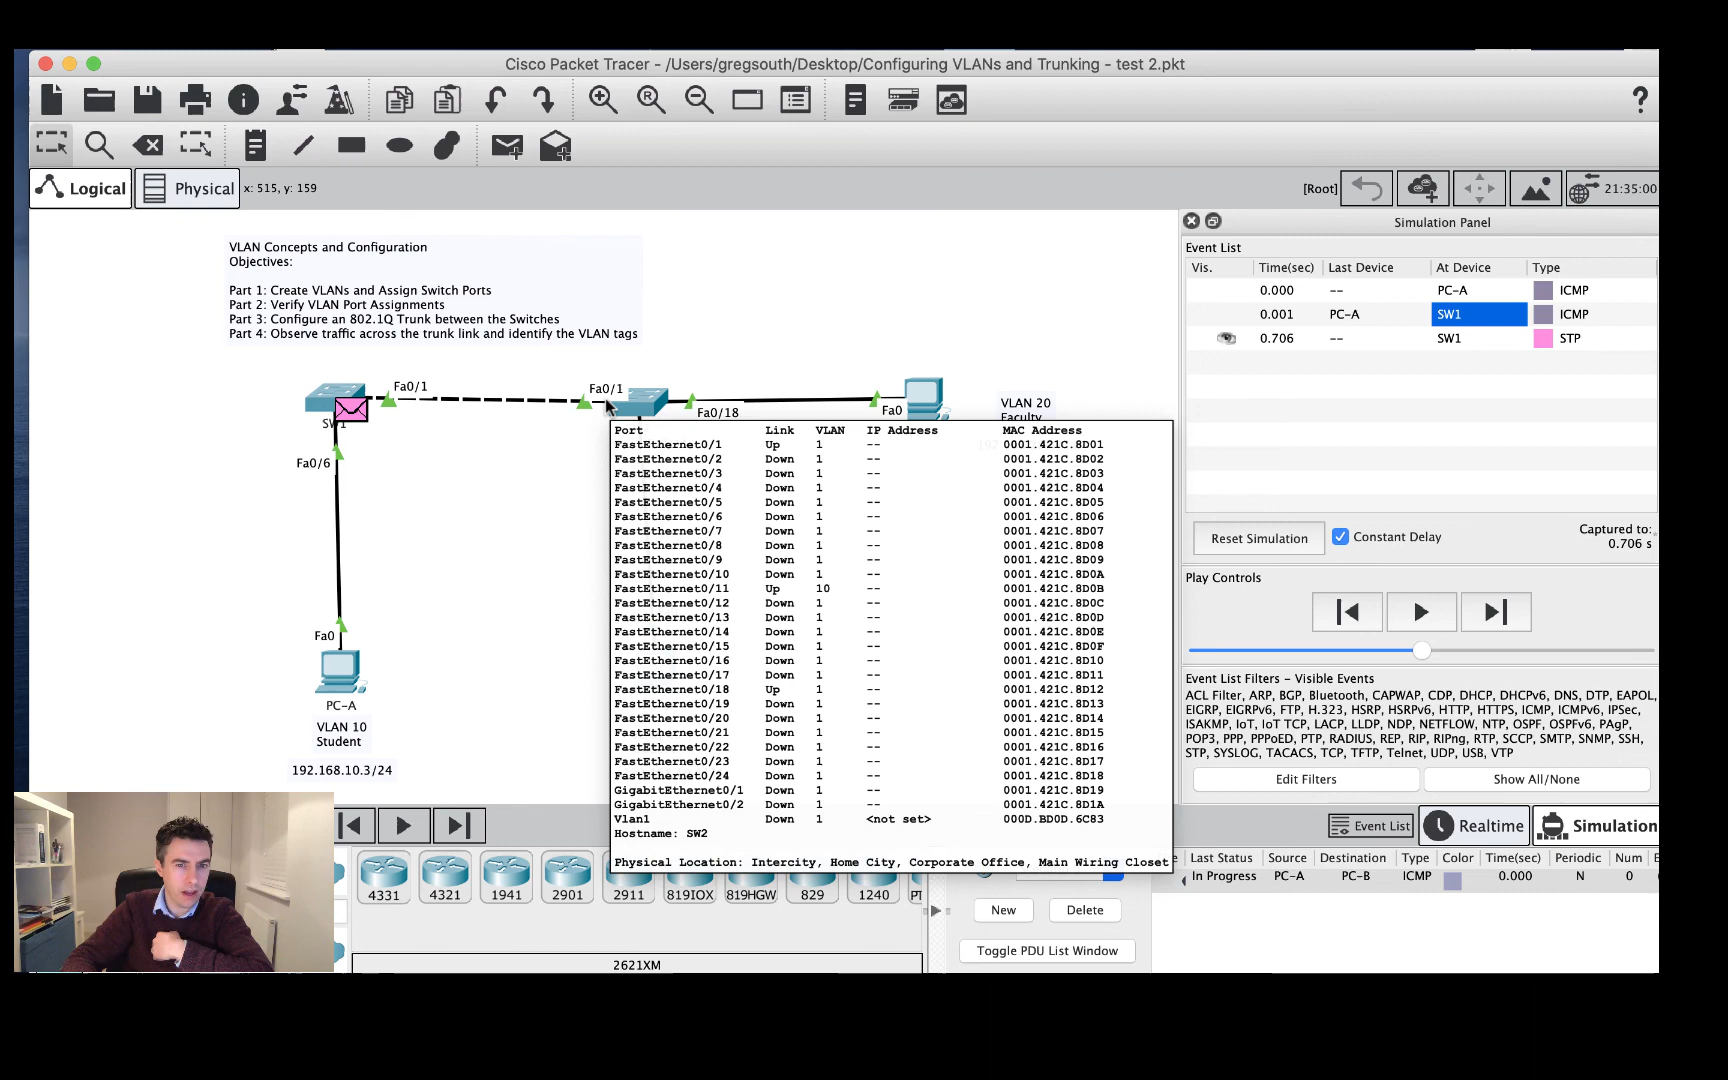 Cisco Packet Tracer - /Users/gregsouth/Desktop/Configuring VLANs and Trunking - test 2.pkt
Logical
Physical
x: 515, y: 159
[Root]
21:35:00
VLAN Concepts and Configuration
Objectives:
Part 1: Create VLANs and Assign Switch Ports
Part 2: Verify VLAN Port Assignments
Part 3: Configure an 802.1Q Trunk between the Switches
Part 4: Observe traffic across the trunk link and identify the VLAN tags
Fa0/1
Fa0/1
Fa0/18
Fa0
VLAN 20
Faculty
SW1
Fa0/6
Fa0
PC-A
VLAN 10
Student
192.168.10.3/24
Port Link VLAN IP Address MAC Address
FastEthernet0/1 Up 1 -- 0001.421C.8D01
FastEthernet0/2 Down 1 -- 0001.421C.8D02
FastEthernet0/3 Down 1 -- 0001.421C.8D03
FastEthernet0/4 Down 1 -- 0001.421C.8D04
FastEthernet0/5 Down 1 -- 0001.421C.8D05
FastEthernet0/6 Down 1 -- 0001.421C.8D06
FastEthernet0/7 Down 1 -- 0001.421C.8D07
FastEthernet0/8 Down 1 -- 0001.421C.8D08
FastEthernet0/9 Down 1 -- 0001.421C.8D09
FastEthernet0/10 Down 1 -- 0001.421C.8D0A
FastEthernet0/11 Up 10 -- 0001.421C.8D0B
FastEthernet0/12 Down 1 -- 0001.421C.8D0C
FastEthernet0/13 Down 1 -- 0001.421C.8D0D
FastEthernet0/14 Down 1 -- 0001.421C.8D0E
FastEthernet0/15 Down 1 -- 0001.421C.8D0F
FastEthernet0/16 Down 1 -- 0001.421C.8D10
FastEthernet0/17 Down 1 -- 0001.421C.8D11
FastEthernet0/18 Up 1 -- 0001.421C.8D12
FastEthernet0/19 Down 1 -- 0001.421C.8D13
FastEthernet0/20 Down 1 -- 0001.421C.8D14
FastEthernet0/21 Down 1 -- 0001.421C.8D15
FastEthernet0/22 Down 1 -- 0001.421C.8D16
FastEthernet0/23 Down 1 -- 0001.421C.8D17
FastEthernet0/24 Down 1 -- 0001.421C.8D18
GigabitEthernet0/1 Down 1 -- 0001.421C.8D19
GigabitEthernet0/2 Down 1 -- 0001.421C.8D1A
Vlan1 Down 1 <not set> 000D.BD0D.6C83
Hostname: SW2
Physical Location: Intercity, Home City, Corporate Office, Main Wiring Closet
Simulation Panel
Event List
Vis. Time(sec) Last Device At Device Type
0.000 -- PC-A ICMP
0.001 PC-A SW1 ICMP
0.706 -- SW1 STP
Reset Simulation
Constant Delay
Captured to:
0.706 s
Play Controls
Event List Filters - Visible Events
ACL Filter, ARP, BGP, Bluetooth, CAPWAP, CDP, DHCP, DHCPv6, DNS, DTP, EAPOL,
EIGRP, EIGRPv6, FTP, H.323, HSRP, HSRPv6, HTTP, HTTPS, ICMP, ICMPv6, IPSec,
ISAKMP, IoT, IoT TCP, LACP, LLDP, NDP, NETFLOW, NTP, OSPF, OSPFv6, PAgP,
POP3, PPP, PPPoED, PTP, RADIUS, REP, RIP, RIPng, RTP, SCCP, SMTP, SNMP, SSH,
STP, SYSLOG, TACACS, TCP, TFTP, Telnet, UDP, USB, VTP
Edit Filters
Show All/None
Event List
Realtime
Simulation
Last Status Source Destination Type Color Time(sec) Periodic Num
In Progress PC-A PC-B ICMP 0.000 N 0
4331 4321 1941 2901 2911 819IOX 819HGW 829 1240 PT
New
Delete
Toggle PDU List Window
2621XM